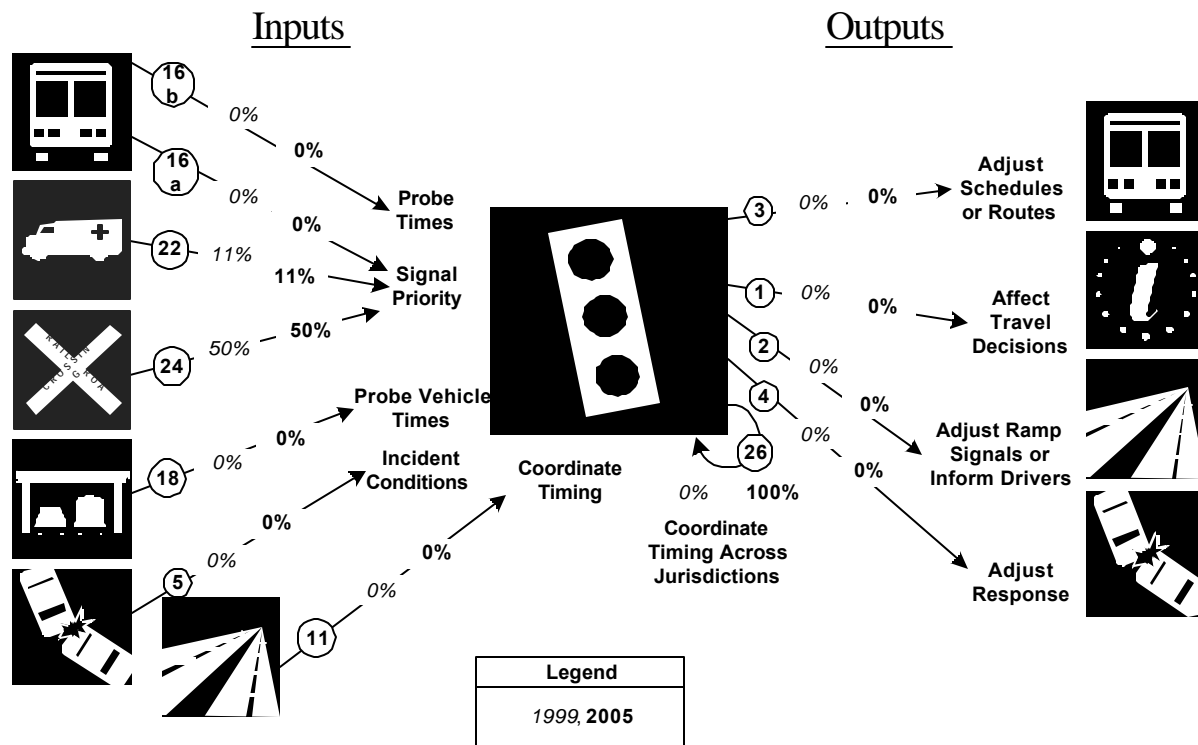 Inputs
Outputs
16
b
0%
0%
16
a
0%
0%
Probe
Times
22
11%
11%
Signal
Priority
24
50%
50%
RAILROAD
CROSSING
18
0%
0%
Probe Vehicle
Times
5
0%
0%
Incident
Conditions
11
0%
0%
Coordinate
Timing
3
0%
0%
Adjust
Schedules
or Routes
1
0%
0%
Affect
Travel
Decisions
2
0%
0%
Adjust Ramp
Signals or
Inform Drivers
4
0%
0%
Adjust
Response
26
0% 100%
Coordinate
Timing Across
Jurisdictions
Legend
1999, 2005